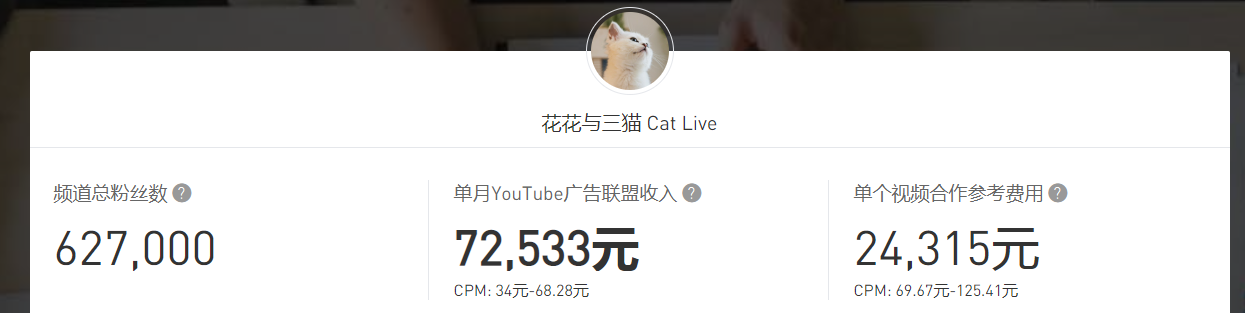 花花与三猫 Cat Live
频道总粉丝数 ?
627,000
单月YouTube广告联盟收入 ?
72,533元
CPM: 34元-68.28元
单个视频合作参考费用 ?
24,315元
CPM: 69.67元-125.41元